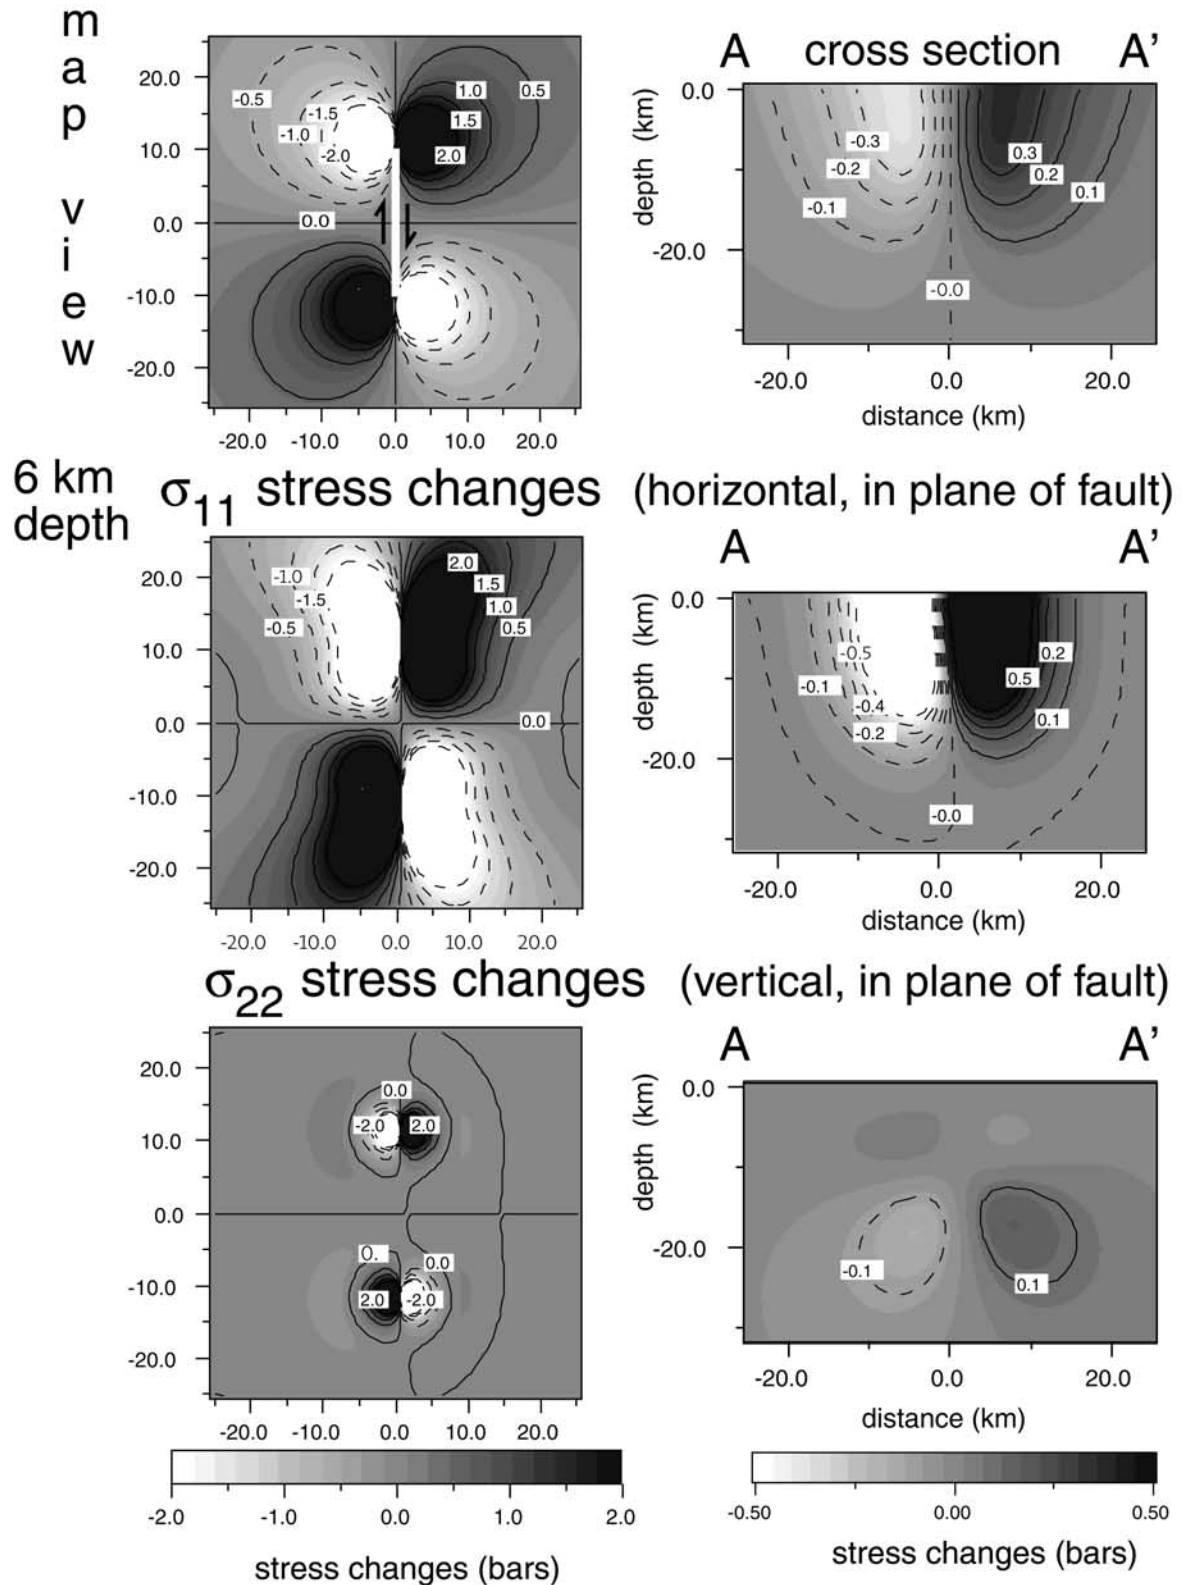 map view
A cross section A'
20.0
10.0
0.0
-10.0
-20.0
-0.5
-1.5
-1.0
-2.0
1.0
0.5
1.5
2.0
0.0
-20.0 -10.0 0.0 10.0 20.0
depth (km)
0.0
-20.0
-0.3
-0.2
-0.1
0.3
0.2
0.1
-0.0
-20.0 0.0 20.0
distance (km)
6 km
depth
σ11 stress changes (horizontal, in plane of fault)
A A'
20.0
10.0
0.0
-10.0
-20.0
-1.0
-1.5
-0.5
2.0
1.5
1.0
0.5
0.0
-20.0 -10.0 0.0 10.0 20.0
depth (km)
0.0
-20.0
-0.5
-0.1
-0.4
-0.2
0.2
0.5
0.1
-0.0
-20.0 0.0 20.0
distance (km)
σ22 stress changes (vertical, in plane of fault)
A A'
20.0
10.0
0.0
-10.0
-20.0
0.0
-2.0
2.0
0.
0.0
2.0
-2.0
-20.0 -10.0 0.0 10.0 20.0
depth (km)
0.0
-20.0
-0.1
0.1
-20.0 0.0 20.0
distance (km)
-2.0 -1.0 0.0 1.0 2.0
stress changes (bars)
-0.50 0.00 0.50
stress changes (bars)